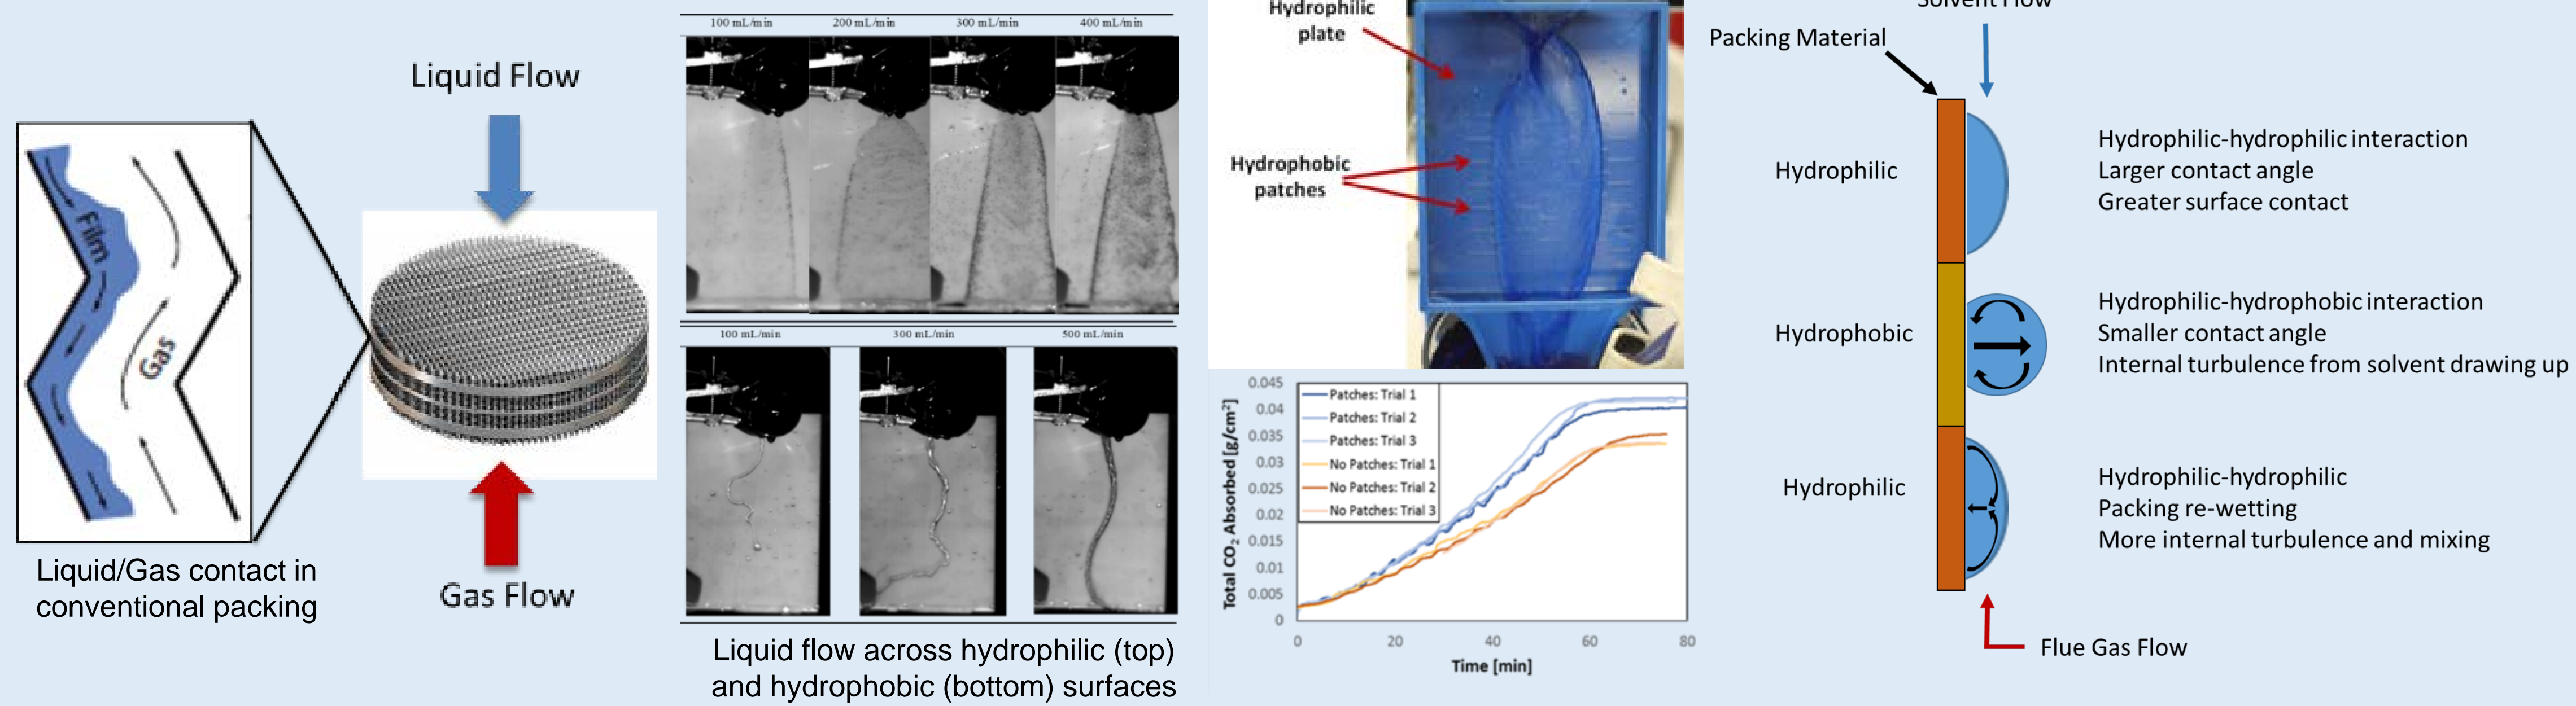 Film
Gas
Liquid/Gas contact in
conventional packing
Liquid Flow
Gas Flow
100 mL/min
200 mL/min
300 mL/min
400 mL/min
100 mL/min
300 mL/min
500 mL/min
Liquid flow across hydrophilic (top)
and hydrophobic (bottom) surfaces
Hydrophilic
plate
Hydrophobic
patches
Total CO₂ Absorbed [g/cm²]
0.045
0.04
0.035
0.03
0.025
0.02
0.015
0.01
0.005
0
Patches: Trial 1
Patches: Trial 2
Patches: Trial 3
No Patches: Trial 1
No Patches: Trial 2
No Patches: Trial 3
0
20
40
60
80
Time [min]
Solvent Flow
Packing Material
Hydrophilic
Hydrophilic-hydrophilic interaction
Larger contact angle
Greater surface contact
Hydrophobic
Hydrophilic-hydrophobic interaction
Smaller contact angle
Internal turbulence from solvent drawing up
Hydrophilic
Hydrophilic-hydrophilic
Packing re-wetting
More internal turbulence and mixing
Flue Gas Flow